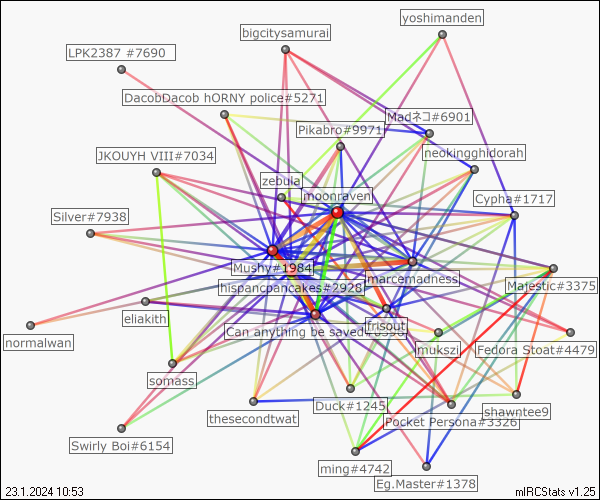 yoshimanden
bigcitysamurai
LPK2387 #7690
DacobDacob hORNY police#5271
Madネコ#6901
Pikabro#9971
neokingghidorah
JKOUYH VIII#7034
zebula
moonraven
Cypha#1717
Silver#7938
Mushy#1984
marcemadness
Majestic#3375
hispancpancakes#2928
eliakith
Can anything be saved
frisout
normalwan
mukszi
Fedora Stoat#4479
somass
Duck#1245
shawntee9
thesecondtwat
Pocket Persona#3326
Swirly Boi#6154
ming#4742
Eg.Master#1378
23.1.2024 10:53
mIRCStats v1.25